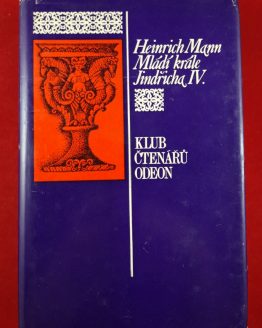 Heinrich Mann
Mládí krále
Jindřicha IV.
KLUB
ČTENÁŘŮ
ODEON